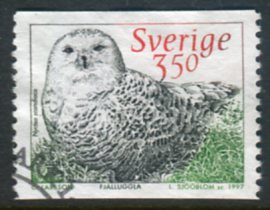 Sverige
3.50
Nyctea scandiaca
FJÄLLUGGLA
L. SJÖÖBLOM sc. 1997